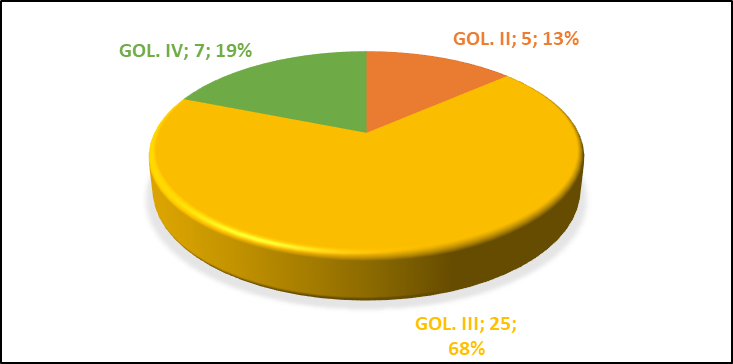 GOL. IV; 7; 19%
GOL. II; 5; 13%
GOL. III; 25;
68%